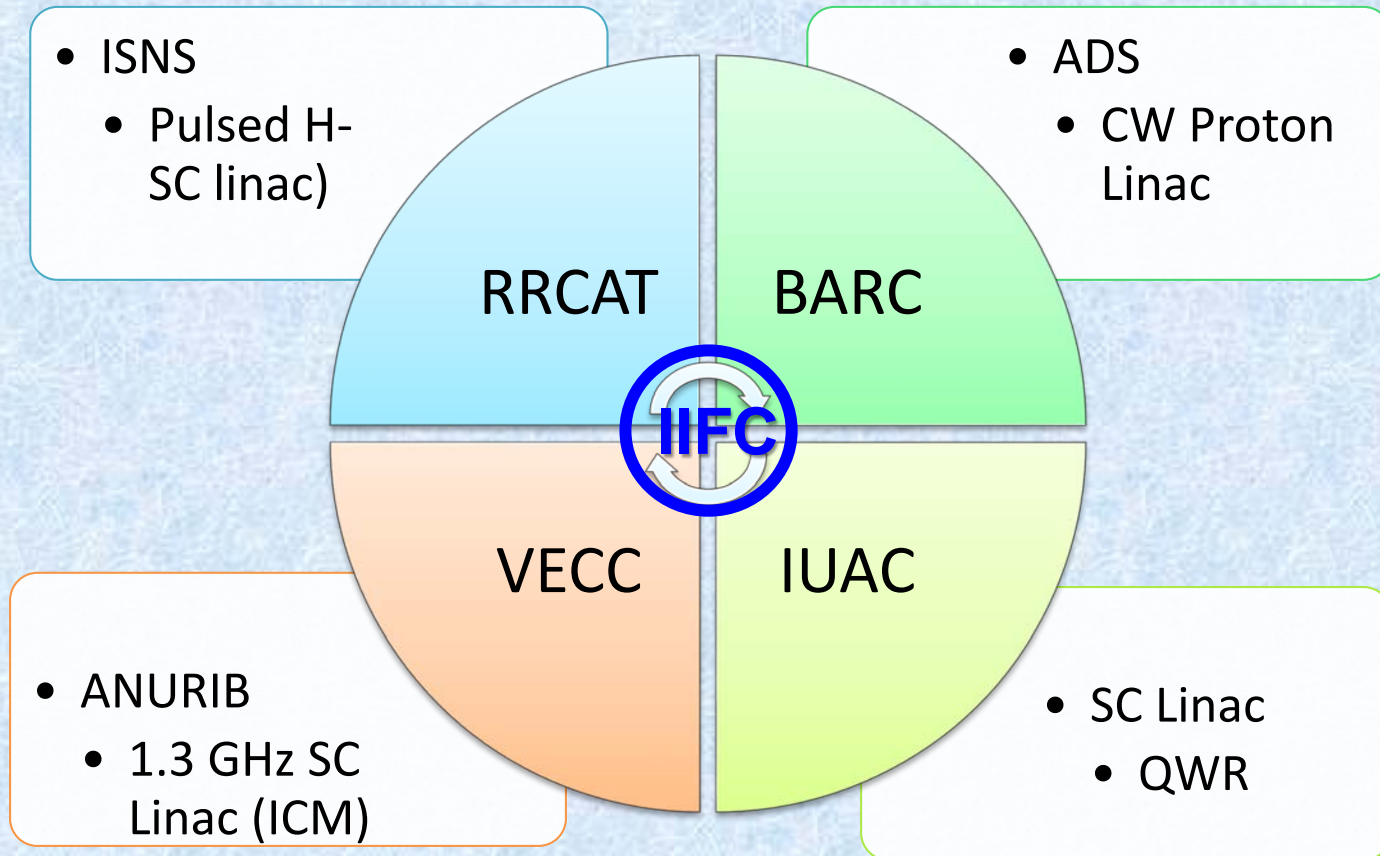 • ISNS
• Pulsed H-
SC linac)
• ADS
• CW Proton
Linac
RRCAT
BARC
IIFC
VECC
IUAC
• ANURIB
• 1.3 GHz SC
Linac (ICM)
• SC Linac
• QWR